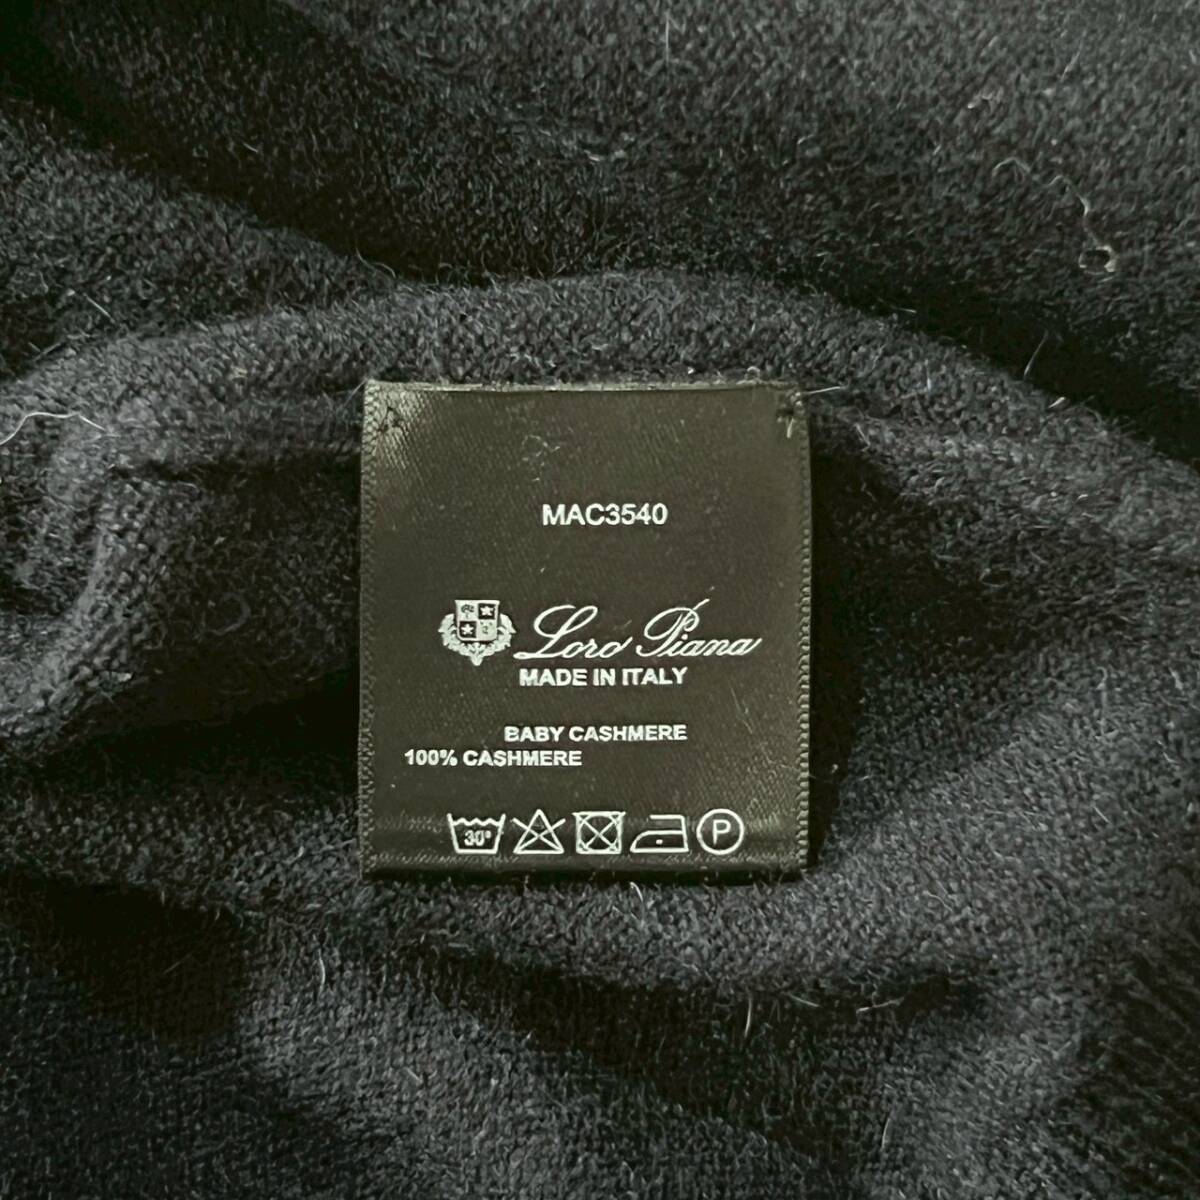 MAC3540
Loro Piana
MADE IN ITALY
BABY CASHMERE
100% CASHMERE
30°
P